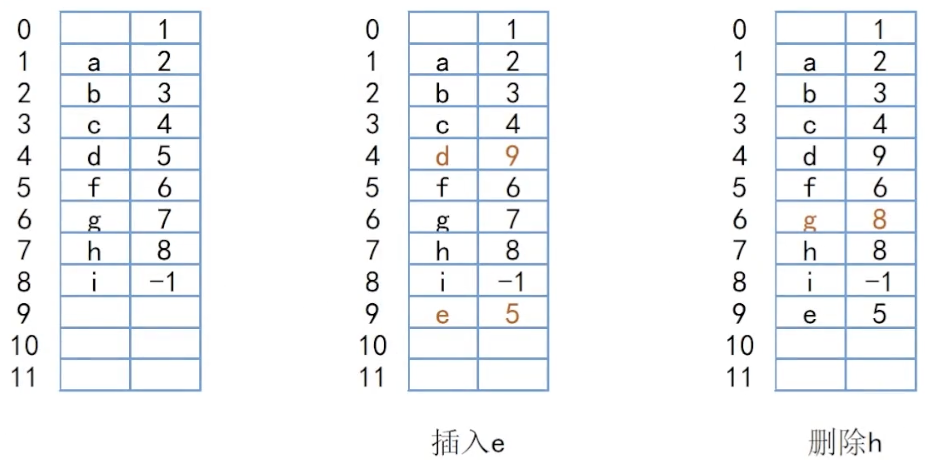 0 1 0 1 0 1
1 a 2 1 a 2 1 a 2
2 b 3 2 b 3 2 b 3
3 c 4 3 c 4 3 c 4
4 d 5 4 d 9 4 d 9
5 f 6 5 f 6 5 f 6
6 g 7 6 g 7 6 g 8
7 h 8 7 h 8 7 h 8
8 i -1 8 i -1 8 i -1
9 9 e 5 9 e 5
10 10 10
11 11 11
插入e 删除h